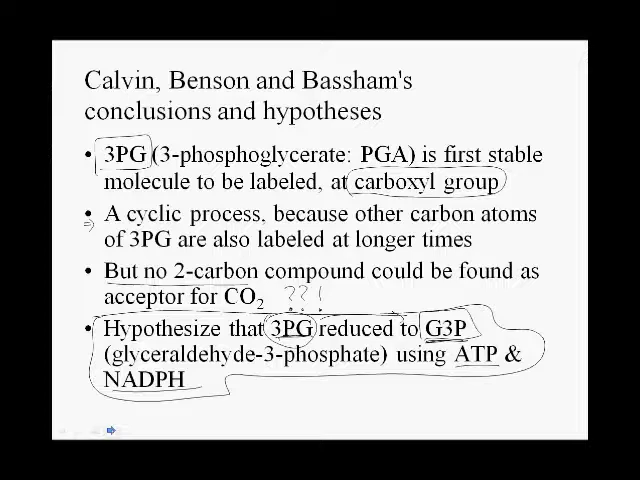 Calvin, Benson and Bassham's
conclusions and hypotheses
• 3PG (3-phosphoglycerate: PGA) is first stable
molecule to be labeled, at carboxyl group
• A cyclic process, because other carbon atoms
of 3PG are also labeled at longer times
• But no 2-carbon compound could be found as
acceptor for CO₂ ??!
• Hypothesize that 3PG reduced to G3P
(glyceraldehyde-3-phosphate) using ATP &
NADPH